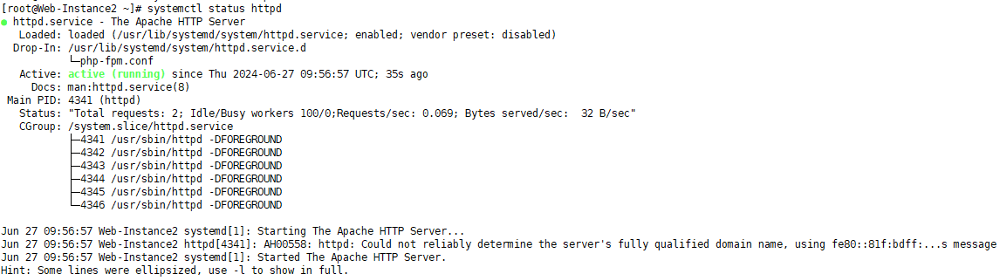 [root@Web-Instance2 ~]# systemctl status httpd
● httpd.service - The Apache HTTP Server
   Loaded: loaded (/usr/lib/systemd/system/httpd.service; enabled; vendor preset: disabled)
  Drop-In: /usr/lib/systemd/system/httpd.service.d
           └─php-fpm.conf
   Active: active (running) since Thu 2024-06-27 09:56:57 UTC; 35s ago
     Docs: man:httpd.service(8)
 Main PID: 4341 (httpd)
   Status: "Total requests: 2; Idle/Busy workers 100/0;Requests/sec: 0.069; Bytes served/sec:  32 B/sec"
   CGroup: /system.slice/httpd.service
           ├─4341 /usr/sbin/httpd -DFOREGROUND
           ├─4342 /usr/sbin/httpd -DFOREGROUND
           ├─4343 /usr/sbin/httpd -DFOREGROUND
           ├─4344 /usr/sbin/httpd -DFOREGROUND
           ├─4345 /usr/sbin/httpd -DFOREGROUND
           └─4346 /usr/sbin/httpd -DFOREGROUND

Jun 27 09:56:57 Web-Instance2 systemd[1]: Starting The Apache HTTP Server...
Jun 27 09:56:57 Web-Instance2 httpd[4341]: AH00558: httpd: Could not reliably determine the server's fully qualified domain name, using fe80::81f:bdff:...s message
Jun 27 09:56:57 Web-Instance2 systemd[1]: Started The Apache HTTP Server.
Hint: Some lines were ellipsized, use -l to show in full.